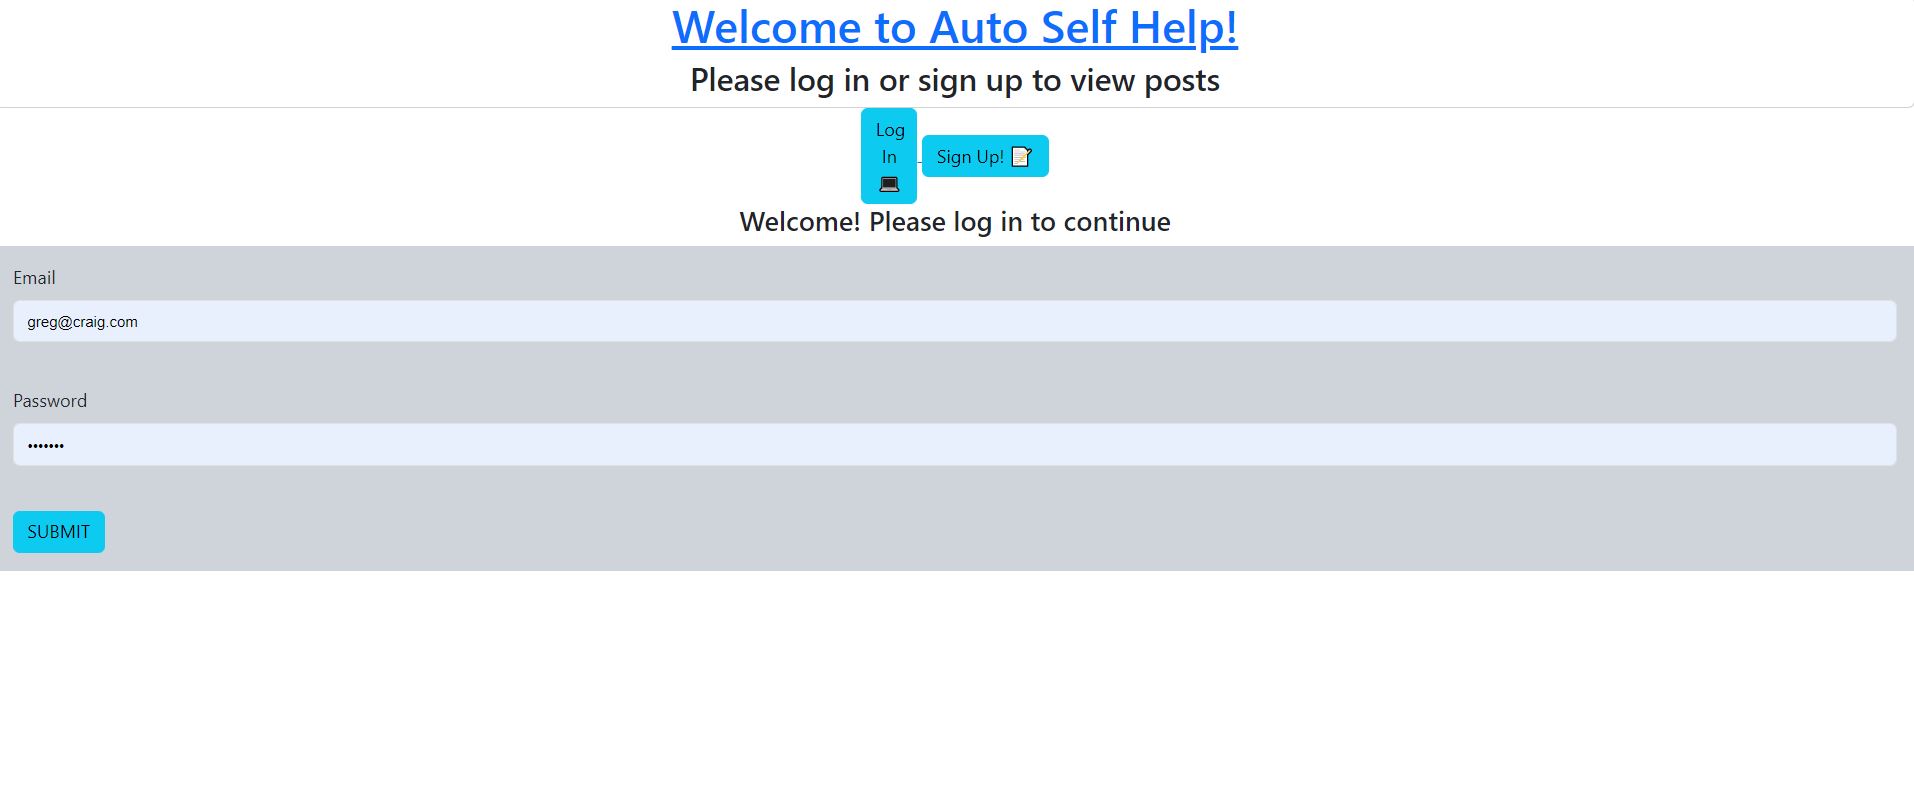 Welcome to Auto Self Help!
Please log in or sign up to view posts
Log
In
💻
Sign Up! 📝
Welcome! Please log in to continue
Email
greg@craig.com
Password
•••••••
SUBMIT